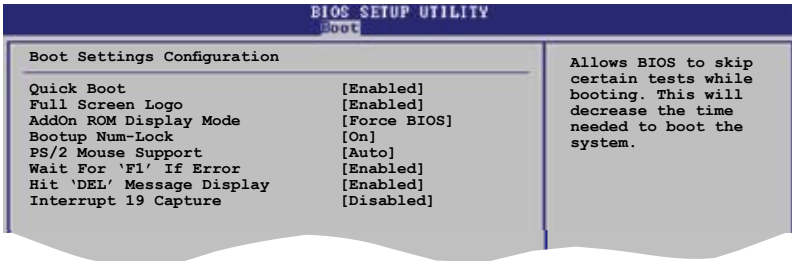 BIOS SETUP UTILITY
Boot
Boot Settings Configuration
Quick Boot [Enabled]
Full Screen Logo [Enabled]
AddOn ROM Display Mode [Force BIOS]
Bootup Num-Lock [On]
PS/2 Mouse Support [Auto]
Wait For ‘F1’ If Error [Enabled]
Hit ‘DEL’ Message Display [Enabled]
Interrupt 19 Capture [Disabled]
Allows BIOS to skip
certain tests while
booting. This will
decrease the time
needed to boot the
system.